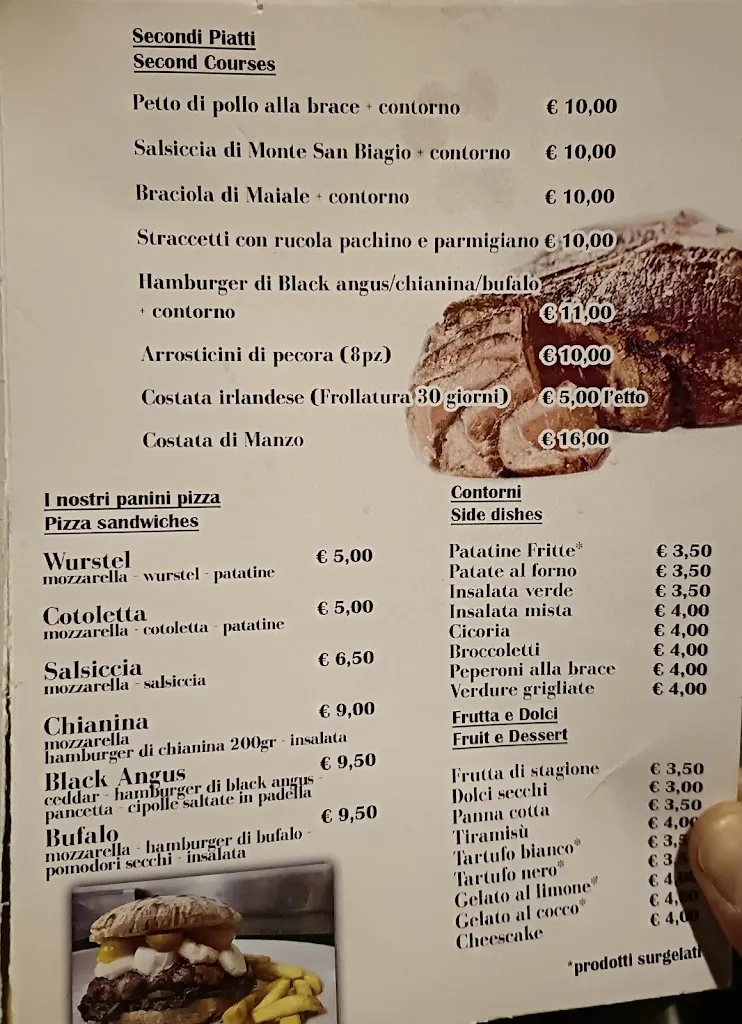 Secondi Piatti
Second Courses
Petto di pollo alla brace + contorno € 10,00
Salsiccia di Monte San Biagio + contorno € 10,00
Braciola di Maiale + contorno € 10,00
Straccetti con rucola pachino e parmigiano € 10,00
Hamburger di Black angus/chianina/bufalo
+ contorno € 11,00
Arrosticini di pecora (8pz) € 10,00
Costata irlandese (Frollatura 30 giorni) € 5,00 l'etto
Costata di Manzo € 16,00
I nostri panini pizza
Pizza sandwiches
Wurstel € 5,00
mozzarella - wurstel - patatine
Cotoletta € 5,00
mozzarella - cotoletta - patatine
Salsiccia € 6,50
mozzarella - salsiccia
Chianina € 9,00
mozzarella
hamburger di chianina 200gr - insalata
Black Angus € 9,50
ceddar - hamburger di black angus -
pancetta - cipolle saltate in padella
Bufalo € 9,50
mozzarella - hamburger di bufalo -
pomodori secchi - insalata
Contorni
Side dishes
Patatine Fritte* € 3,50
Patate al forno € 3,50
Insalata verde € 3,50
Insalata mista € 4,00
Cicoria € 4,00
Broccoletti € 4,00
Peperoni alla brace € 4,00
Verdure grigliate € 4,00
Frutta e Dolci
Fruit e Dessert
Frutta di stagione € 3,50
Dolci secchi € 3,00
Panna cotta € 3,50
Tiramisù € 4,00
Tartufo bianco* € 3,
Tartufo nero* € 3,
Gelato al limone* € 4,
Gelato al cocco* € 4,
Cheescake € 4,0
*prodotti surgelati